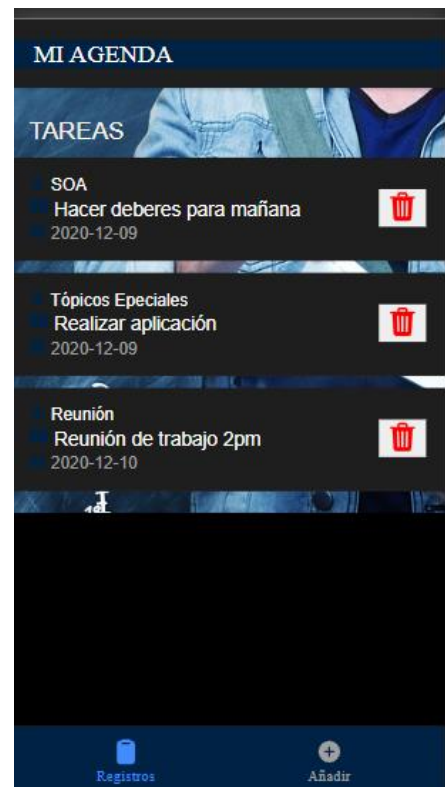 MI AGENDA
TAREAS
SOA
Hacer deberes para mañana
2020-12-09
Tópicos Epeciales
Realizar aplicación
2020-12-09
Reunión
Reunión de trabajo 2pm
2020-12-10
Registros
Añadir